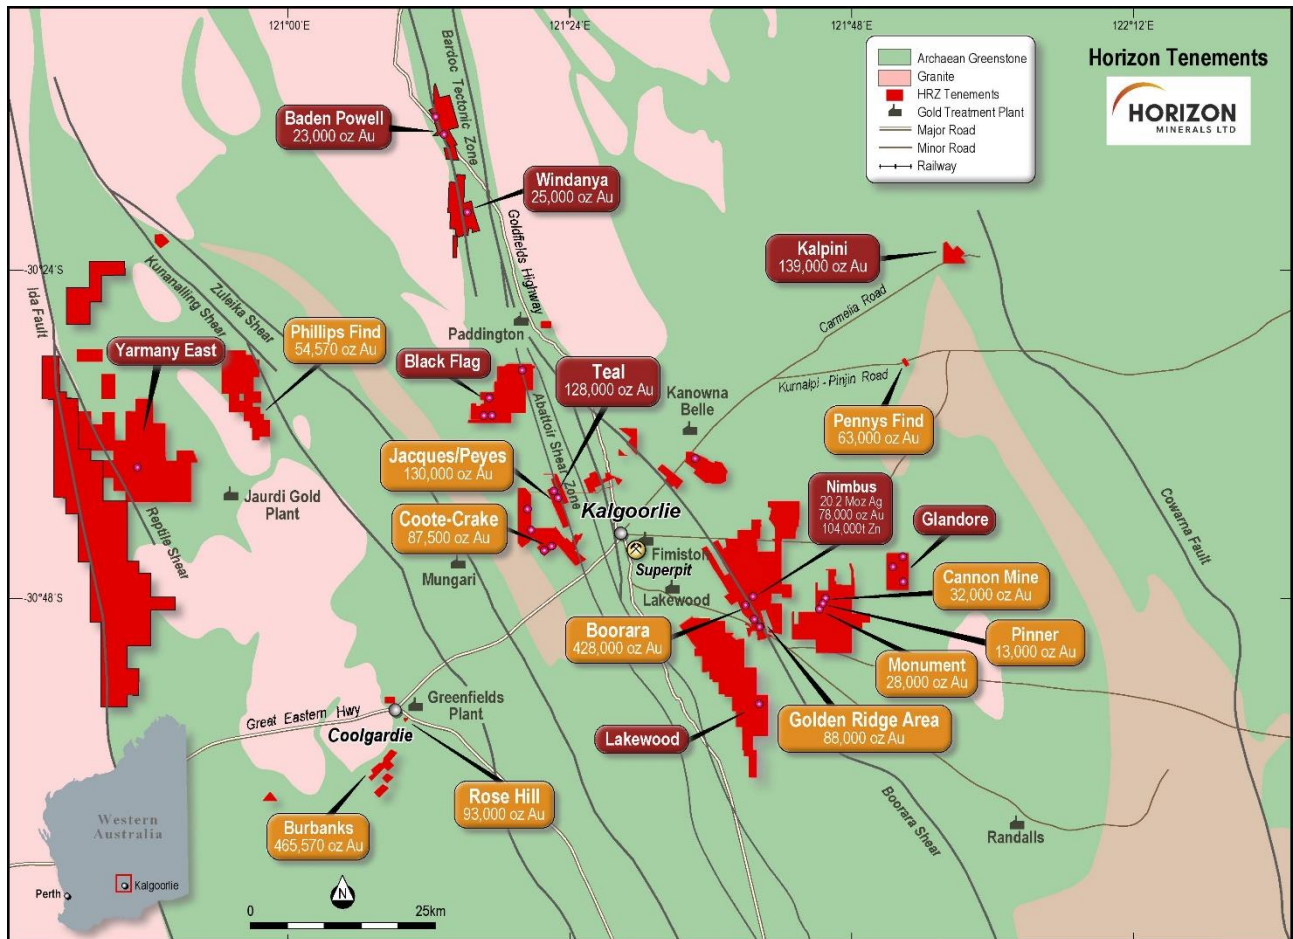 121°00´E
121°24´E
121°48´E
122°12´E
Archaean Greenstone
Granite
HRZ Tenements
Gold Treatment Plant
Major Road
Minor Road
Railway
Horizon Tenements
HORIZON
MINERALS LTD
Bardoc Tectonic Zone
Baden Powell
23,000 oz Au
Windanya
25,000 oz Au
Goldfields Highway
Kalpini
139,000 oz Au
-30°24´S
Ida Fault
Kunanalling Shear
Zuleika Shear
Carmelia Road
Phillips Find
54,570 oz Au
Paddington
Yarmany East
Black Flag
Teal
128,000 oz Au
Kanowna
Belle
Kurnalpi - Pinjin Road
Abattoir Shear Zone
Pennys Find
63,000 oz Au
Jacques/Peyes
130,000 oz Au
Nimbus
20.2 Moz Ag
78,000 oz Au
104,000t Zn
Jaurdi Gold
Plant
Reptile Shear
Coote-Crake
87,500 oz Au
Kalgoorlie
Glandore
Cowarna Fault
Fimiston
Superpit
Mungari
Lakewood
Cannon Mine
32,000 oz Au
-30°48´S
Boorara
428,000 oz Au
Pinner
13,000 oz Au
Monument
28,000 oz Au
Greenfields
Plant
Great Eastern Hwy
Coolgardie
Lakewood
Golden Ridge Area
88,000 oz Au
Rose Hill
93,000 oz Au
Boorara Shear
Burbanks
465,570 oz Au
Randalls
Western
Australia
Perth
Kalgoorlie
N
0
25km